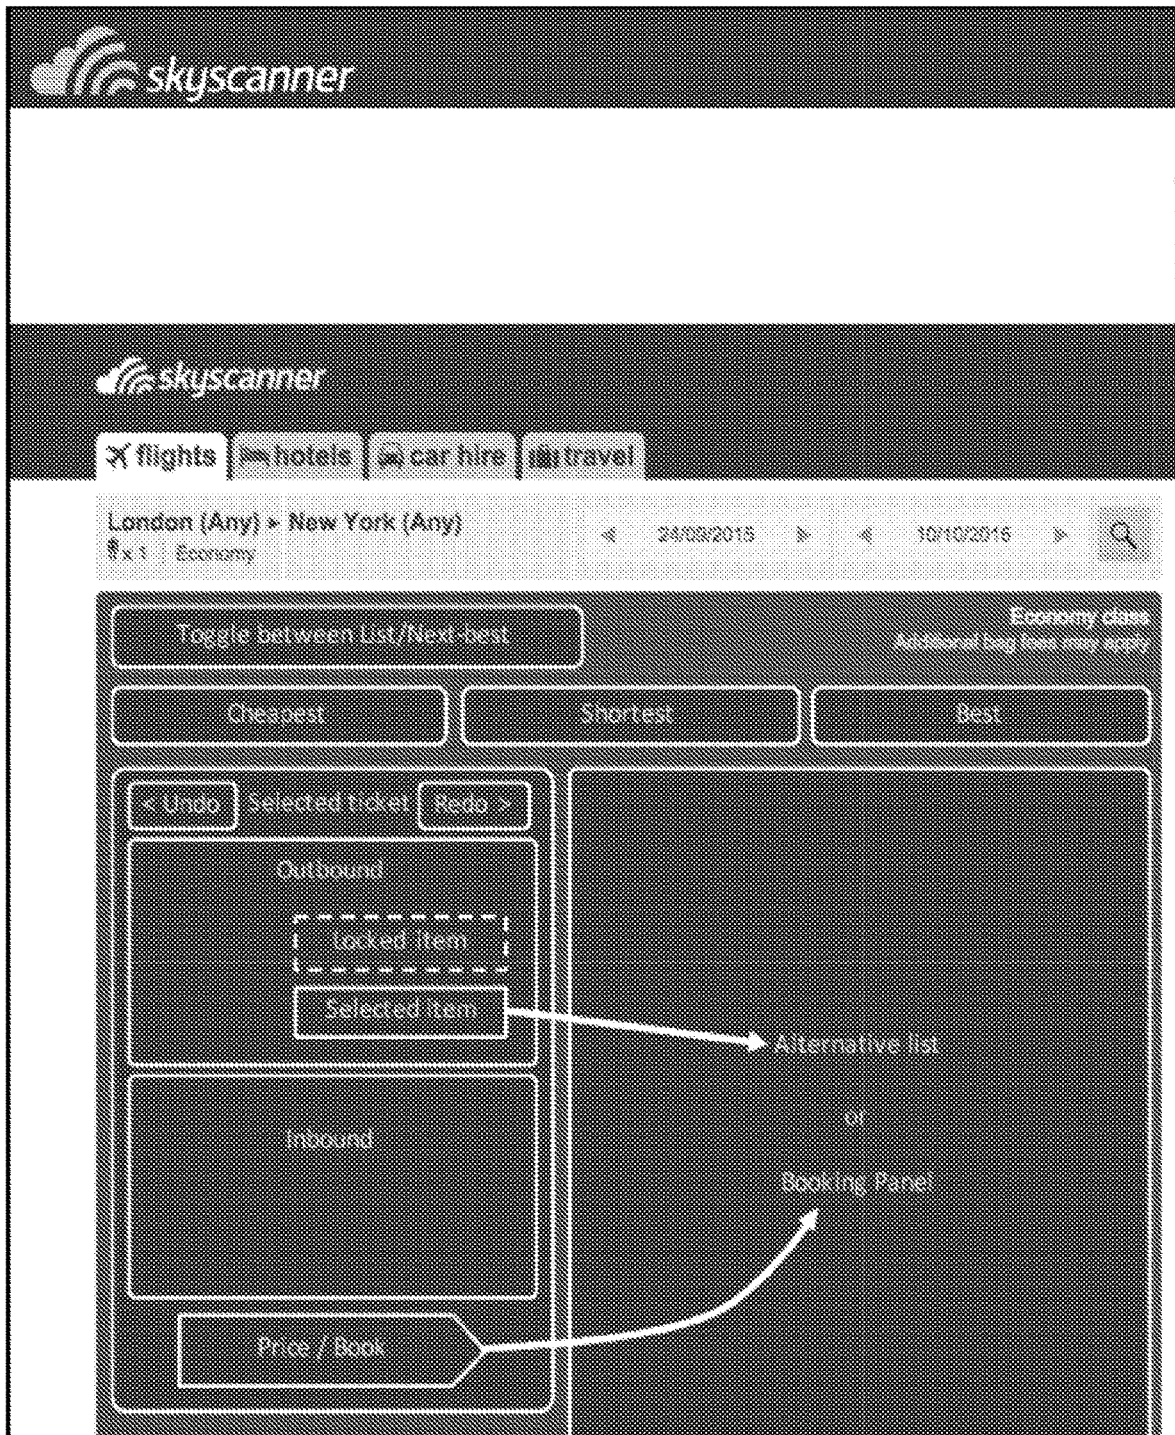 skyscanner
skyscanner
flights hotels car hire travel
London (Any) ▸ New York (Any)
x 1 | Economy
24/09/2015
10/10/2015
Toggle between List/Next-best
Economy class
Additional bag fees may apply
Cheapest
Shortest
Best
< Undo Selected ticket Redo >
Outbound
Locked item
Selected item
Alternative list
or
Booking Panel
Inbound
Price / Book